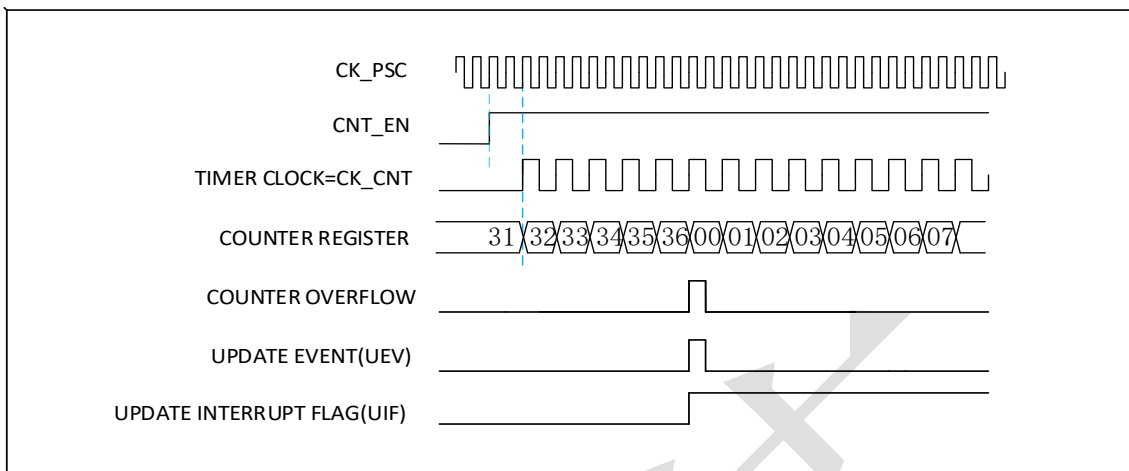 CK_PSC
CNT_EN
TIMER CLOCK=CK_CNT
COUNTER REGISTER 31 32 33 34 35 36 00 01 02 03 04 05 06 07
COUNTER OVERFLOW
UPDATE EVENT(UEV)
UPDATE INTERRUPT FLAG(UIF)